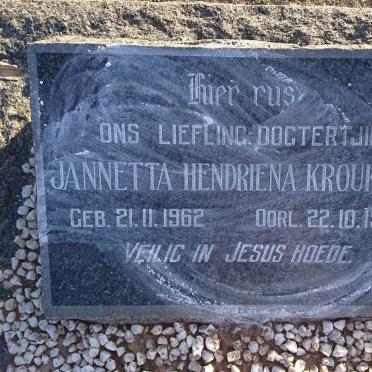 Hier rus
ONS LIEFLING DOGTERTJIE
JANNETTA HENDRIENA KROUK
GEB. 21.11.1962 OORL. 22.10.1
VEILIG IN JESUS HOEDE.